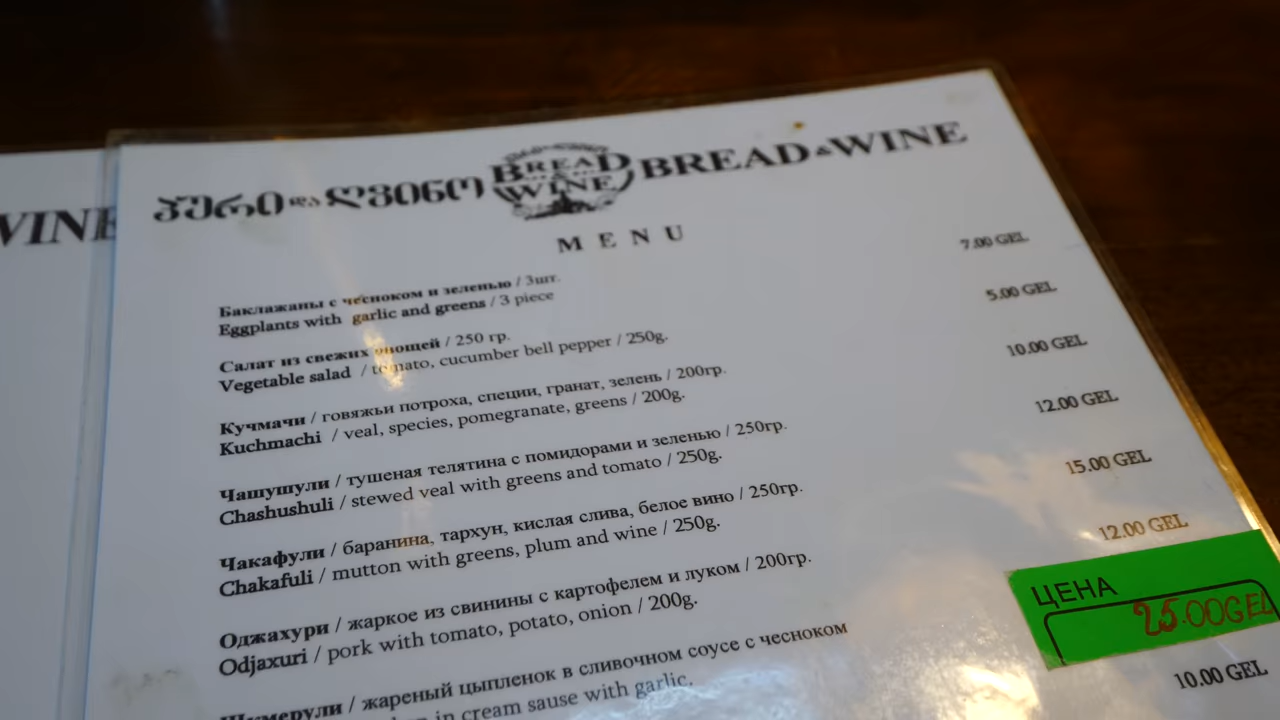 WINE
პური და ღვინო BREAD & WINE BREAD & WINE
MENU
Баклажаны с чесноком и зеленью / 3шт.
Eggplants with garlic and greens / 3 piece
7.00 GEL
Салат из свежих овощей / 250 гр.
Vegetable salad / tomato, cucumber bell pepper / 250g.
5.00 GEL
Кучмачи / говяжьи потроха, специи, гранат, зелень / 200гр.
Kuchmachi / veal, species, pomegranate, greens / 200g.
10.00 GEL
Чашушули / тушеная телятина с помидорами и зеленью / 250гр.
Chashushuli / stewed veal with greens and tomato / 250g.
12.00 GEL
Чакафули / баранина, тархун, кислая слива, белое вино / 250гр.
Chakafuli / mutton with greens, plum and wine / 250g.
15.00 GEL
Оджахури / жаркое из свинины с картофелем и луком / 200гр.
Odjaxuri / pork with tomato, potato, onion / 200g.
12.00 GEL
Шкмерули / жареный цыпленок в сливочном соусе с чесноком
in cream sause with garlic.
ЦЕНА
25.00GEL
10.00 GEL